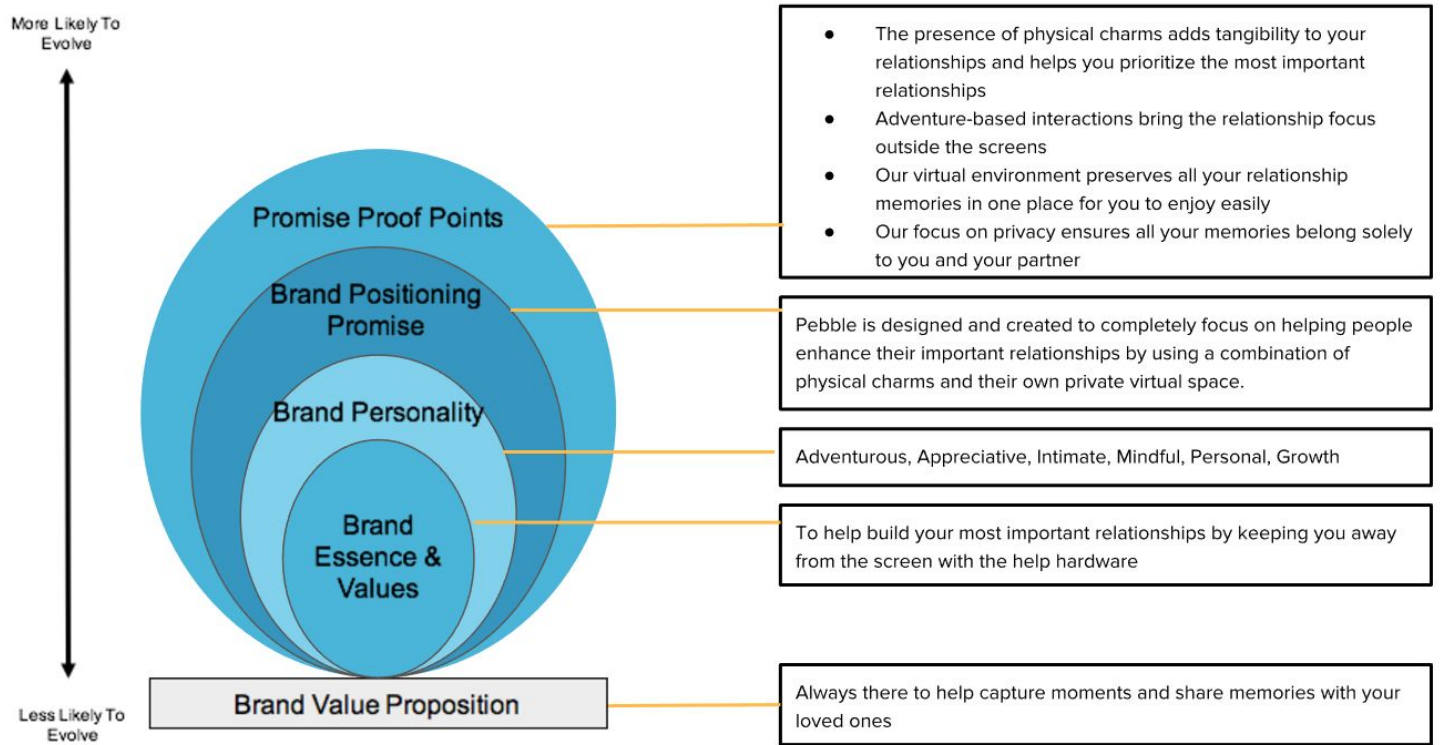 More Likely To
Evolve
Promise Proof Points
Brand Positioning
Promise
Brand Personality
Brand
Essence &
Values
Brand Value Proposition
Less Likely To
Evolve
● The presence of physical charms adds tangibility to your
relationships and helps you prioritize the most important
relationships
● Adventure-based interactions bring the relationship focus
outside the screens
● Our virtual environment preserves all your relationship
memories in one place for you to enjoy easily
● Our focus on privacy ensures all your memories belong solely
to you and your partner
Pebble is designed and created to completely focus on helping people
enhance their important relationships by using a combination of
physical charms and their own private virtual space.
Adventurous, Appreciative, Intimate, Mindful, Personal, Growth
To help build your most important relationships by keeping you away
from the screen with the help hardware
Always there to help capture moments and share memories with your
loved ones